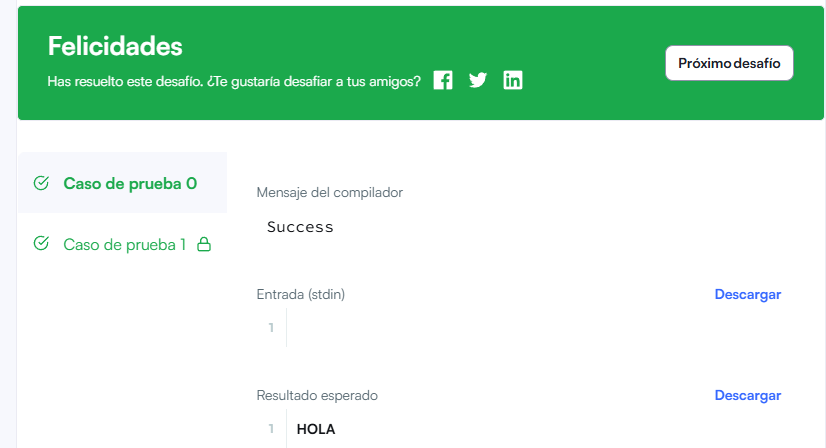 Felicidades
Has resuelto este desafío. ¿Te gustaría desafiar a tus amigos?
Próximo desafío
Caso de prueba 0
Caso de prueba 1
Mensaje del compilador
Success
Entrada (stdin)
Descargar
1
Resultado esperado
Descargar
1 HOLA